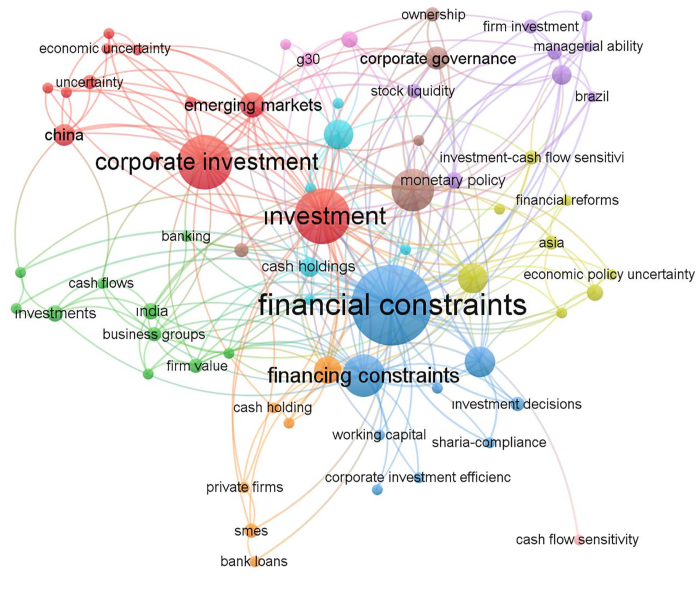 ownership
firm investment
economic uncertainty
managerial ability
g30
corporate governance
uncertainty
stock liquidity
brazil
emerging markets
china
corporate investment
investment-cash flow sensitivi
monetary policy
financial reforms
investment
banking
asia
cash holdings
economic policy uncertainty
cash flows
financial constraints
investments
india
business groups
firm value
financing constraints
cash holding
investment decisions
working capital
sharia-compliance
corporate investment efficienc
private firms
smes
cash flow sensitivity
bank loans